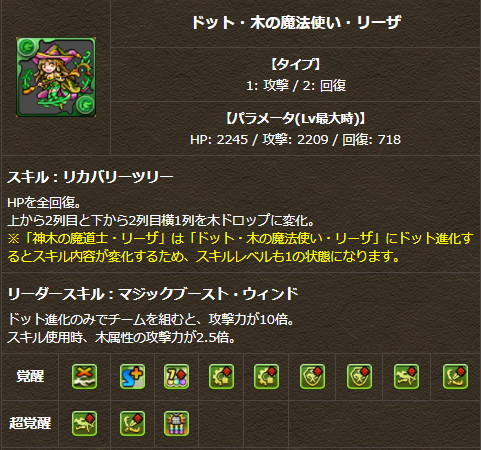 ドット・木の魔法使い・リーザ
【タイプ】
1: 攻撃 / 2: 回復
【パラメータ(Lv最大時)】
HP: 2245 / 攻撃: 2209 / 回復: 718
スキル：リカバリーツリー
HPを全回復。
上から2列目と下から2列目横1列を木ドロップに変化。
※「神木の魔道士・リーザ」は「ドット・木の魔法使い・リーザ」にドット進化す
るとスキル内容が変化するため、スキルレベルも1の状態になります。
リーダースキル：マジックブースト・ウィンド
ドット進化のみでチームを組むと、攻撃力が10倍。
スキル使用時、木属性の攻撃力が2.5倍。
覚醒
超覚醒